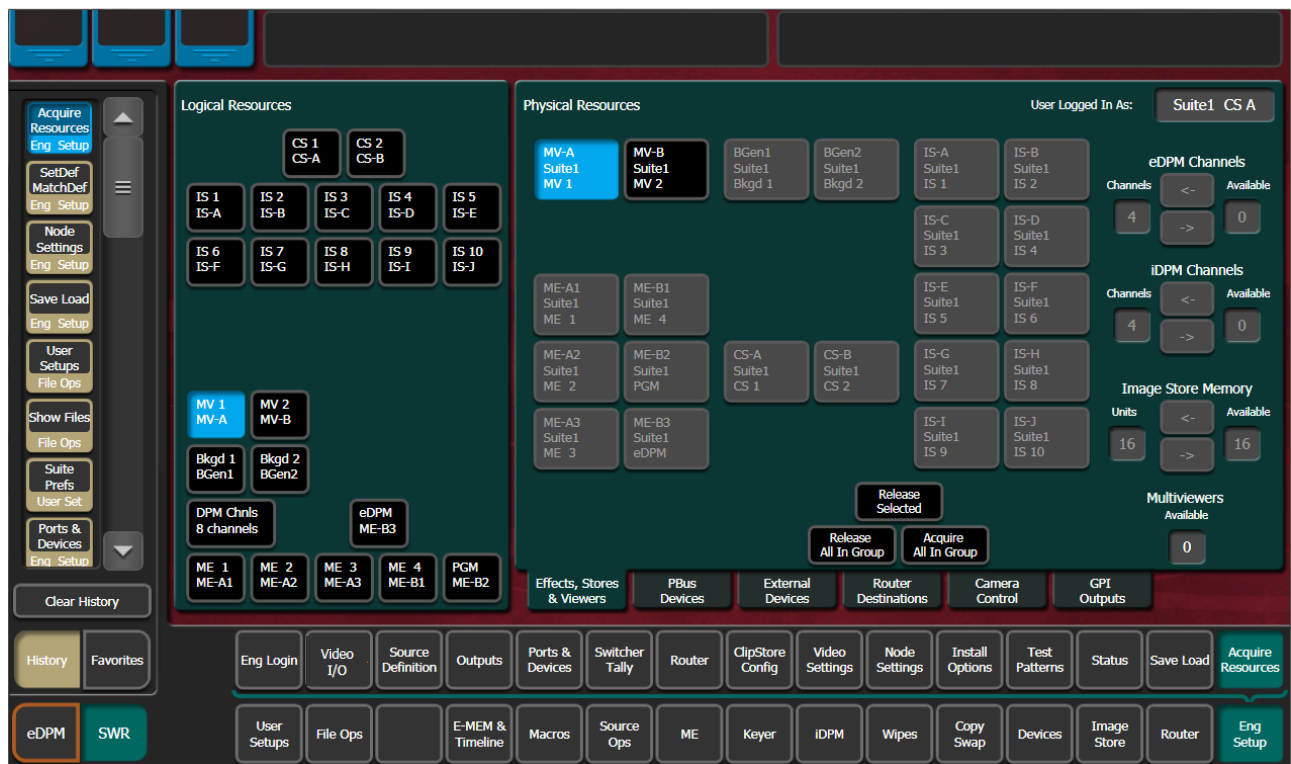 Acquire
Resources
Eng Setup
SetDef
MatchDef
Eng Setup
Node
Settings
Eng Setup
Save Load
Eng Setup
User
Setups
File Ops
Show Files
File Ops
Suite
Prefs
User Set
Ports &
Devices
Eng Setup
Clear History
History
Favorites
eDPM
SWR
Logical Resources
CS 1
CS-A
CS 2
CS-B
IS 1
IS-A
IS 2
IS-B
IS 3
IS-C
IS 4
IS-D
IS 5
IS-E
IS 6
IS-F
IS 7
IS-G
IS 8
IS-H
IS 9
IS-I
IS 10
IS-J
MV 1
MV-A
MV 2
MV-B
Bkgd 1
BGen1
Bkgd 2
BGen2
DPM Chnls
8 channels
eDPM
ME-B3
ME 1
ME-A1
ME 2
ME-A2
ME 3
ME-A3
ME 4
ME-B1
PGM
ME-B2
Physical Resources
User Logged In As:
Suite1 CS A
MV-A
Suite1
MV 1
MV-B
Suite1
MV 2
BGen1
Suite1
Bkgd 1
BGen2
Suite1
Bkgd 2
IS-A
Suite1
IS 1
IS-B
Suite1
IS 2
IS-C
Suite1
IS 3
IS-D
Suite1
IS 4
ME-A1
Suite1
ME 1
ME-B1
Suite1
ME 4
IS-E
Suite1
IS 5
IS-F
Suite1
IS 6
ME-A2
Suite1
ME 2
ME-B2
Suite1
PGM
CS-A
Suite1
CS 1
CS-B
Suite1
CS 2
IS-G
Suite1
IS 7
IS-H
Suite1
IS 8
ME-A3
Suite1
ME 3
ME-B3
Suite1
eDPM
IS-I
Suite1
IS 9
IS-J
Suite1
IS 10
eDPM Channels
Channels
<-
Available
4
->
0
iDPM Channels
Channels
<-
Available
4
->
0
Image Store Memory
Units
<-
Available
16
->
16
Multiviewers
Available
0
Release
Selected
Release
All In Group
Acquire
All In Group
Effects, Stores
& Viewers
PBus
Devices
External
Devices
Router
Destinations
Camera
Control
GPI
Outputs
Eng Login
Video
I/O
Source
Definition
Outputs
Ports &
Devices
Switcher
Tally
Router
ClipStore
Config
Video
Settings
Node
Settings
Install
Options
Test
Patterns
Status
Save Load
Acquire
Resources
User
Setups
File Ops
E-MEM &
Timeline
Macros
Source
Ops
ME
Keyer
iDPM
Wipes
Copy
Swap
Devices
Image
Store
Router
Eng
Setup